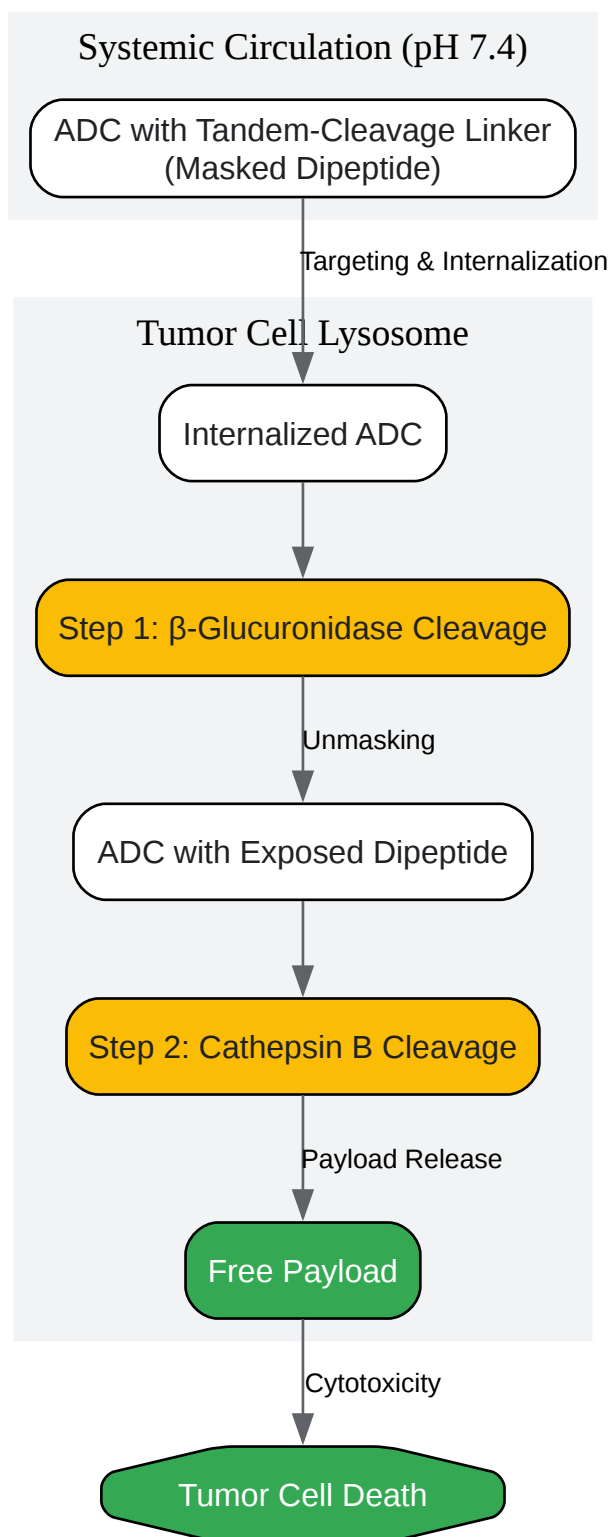 Systemic Circulation (pH 7.4)
ADC with Tandem-Cleavage Linker
(Masked Dipeptide)
Targeting & Internalization
Tumor Cell Lysosome
Internalized ADC
Step 1: β-Glucuronidase Cleavage
Unmasking
ADC with Exposed Dipeptide
Step 2: Cathepsin B Cleavage
Payload Release
Free Payload
Cytotoxicity
Tumor Cell Death